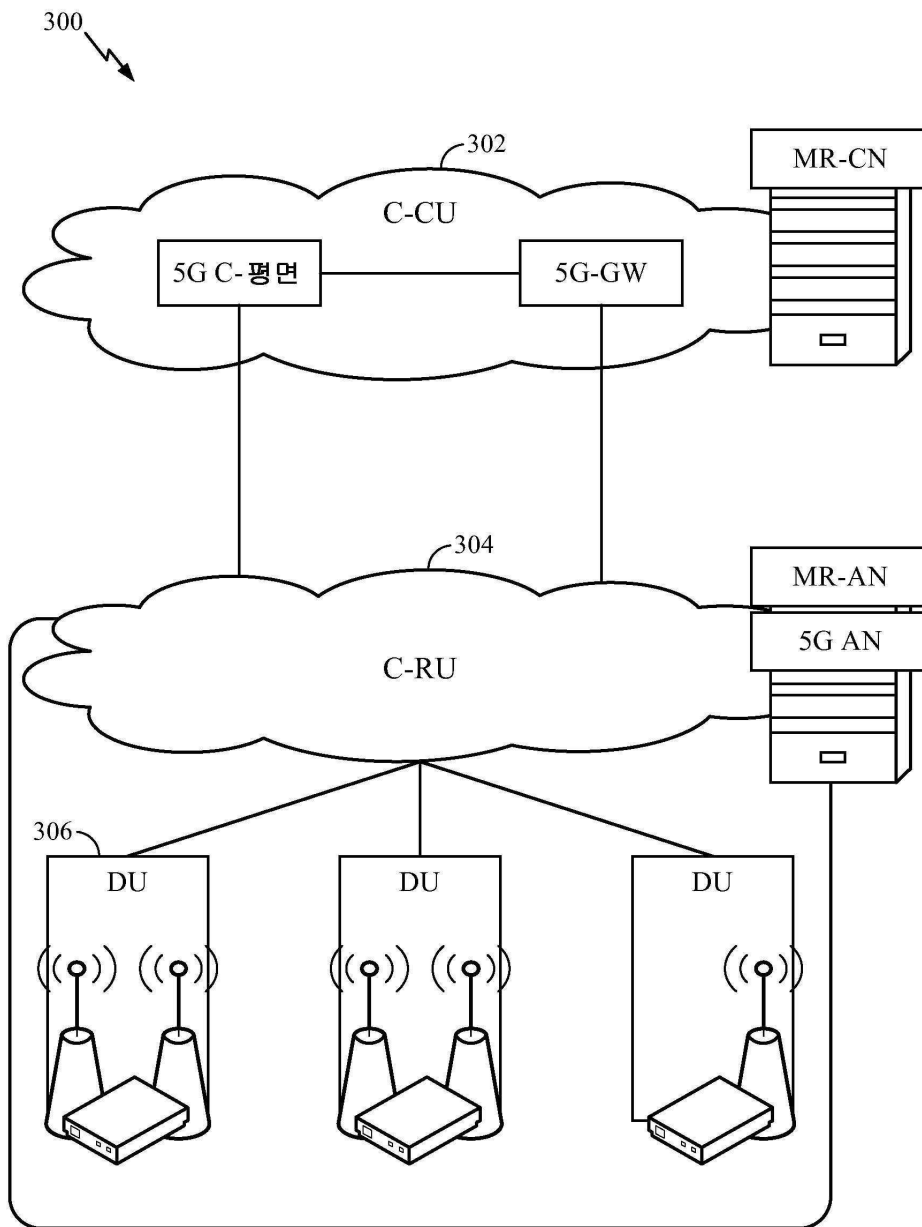 300
302
MR-CN
C-CU
5G C-평면
5G-GW
304
MR-AN
5G AN
C-RU
306
DU
DU
DU